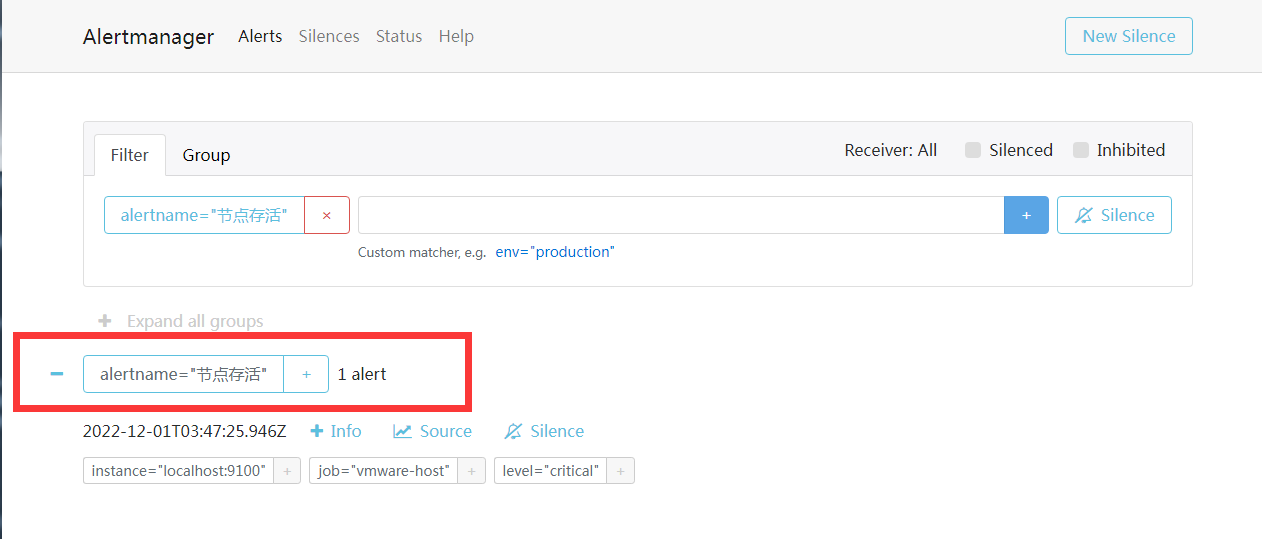 Alertmanager Alerts Silences Status Help New Silence
Filter Group Receiver: All Silenced Inhibited
alertname="节点存活" × + Silence
Custom matcher, e.g. env="production"
+ Expand all groups
− alertname="节点存活" + 1 alert
2022-12-01T03:47:25.946Z + Info Source Silence
instance="localhost:9100" + job="vmware-host" + level="critical" +